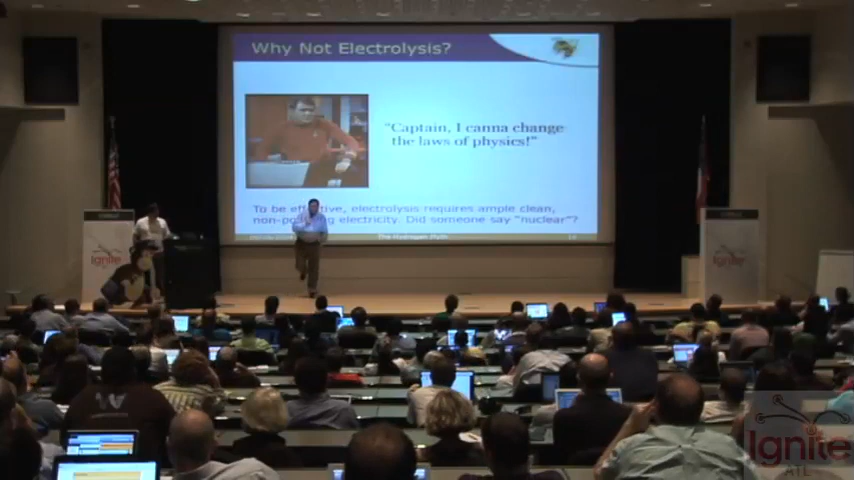 Why Not Electrolysis?
"Captain, I canna change
the laws of physics!"
To be effective, electrolysis requires ample clean,
non-polluting electricity. Did someone say "nuclear"?
The Hydrogen Myth
Ignite
Ignite
Ignite
ATL